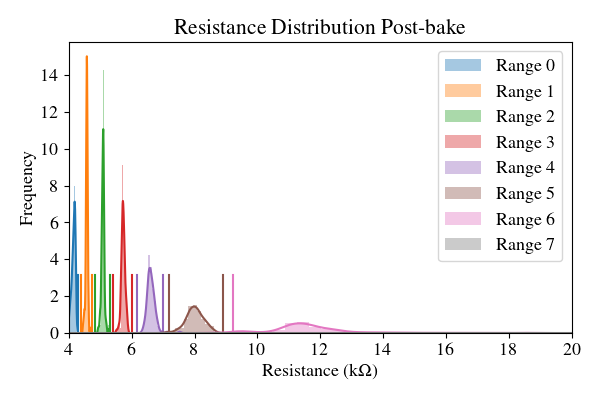 Resistance Distribution Post-bake
Frequency
14
12
10
8
6
4
2
0
4
6
8
10
12
14
16
18
20
Resistance (kΩ)
Range 0
Range 1
Range 2
Range 3
Range 4
Range 5
Range 6
Range 7